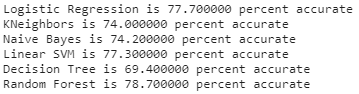 Logistic Regression is 77.700000 percent accurate
KNeighbors is 74.000000 percent accurate
Naive Bayes is 74.200000 percent accurate
Linear SVM is 77.300000 percent accurate
Decision Tree is 69.400000 percent accurate
Random Forest is 78.700000 percent accurate